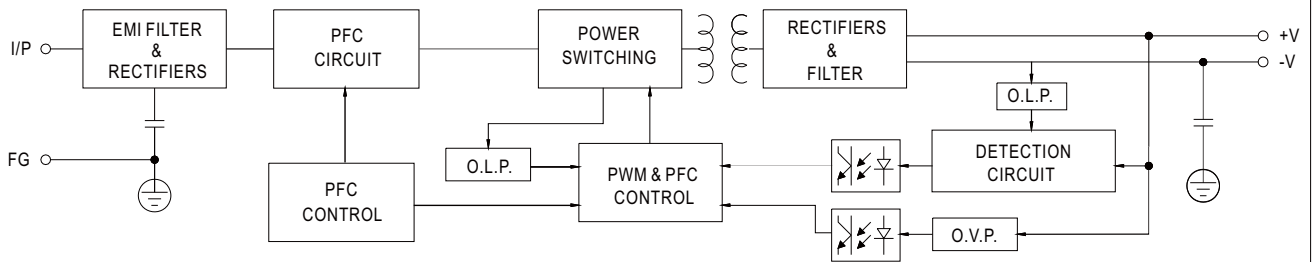 I/P
EMI FILTER
&
RECTIFIERS
PFC
CIRCUIT
POWER
SWITCHING
RECTIFIERS
&
FILTER
+V
-V
O.L.P.
FG
PFC
CONTROL
O.L.P.
PWM & PFC
CONTROL
DETECTION
CIRCUIT
O.V.P.